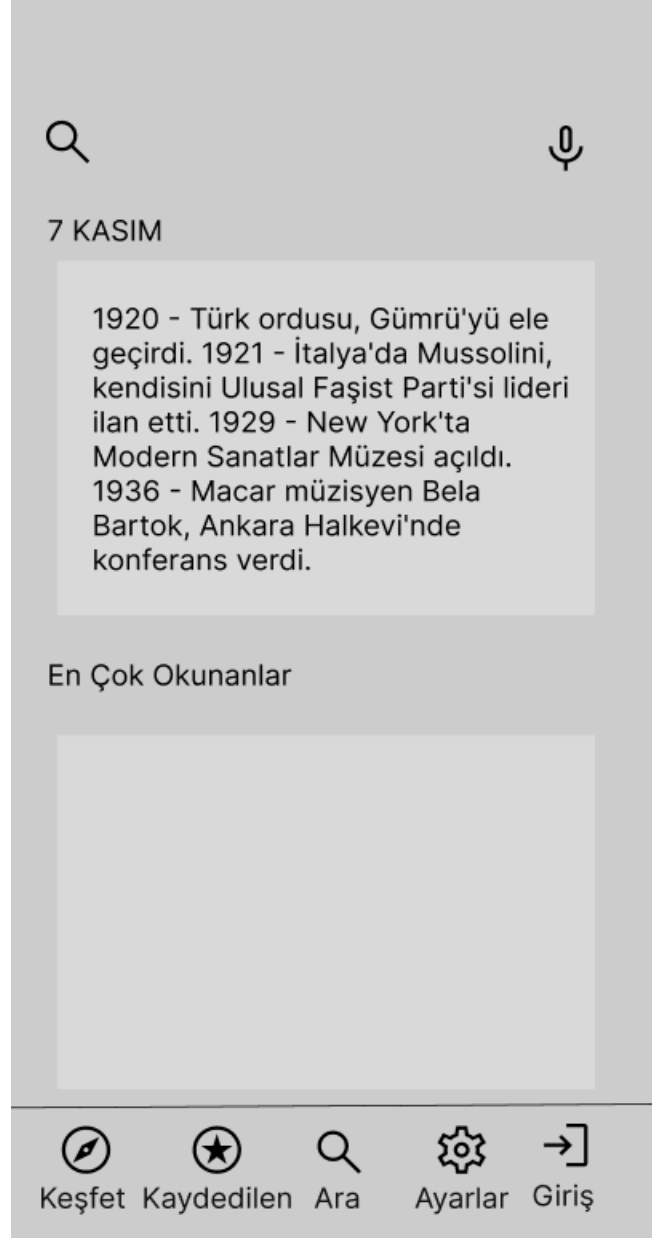 7 KASIM
1920 - Türk ordusu, Gümrü'yü ele
geçirdi. 1921 - İtalya'da Mussolini,
kendisini Ulusal Faşist Parti'si lideri
ilan etti. 1929 - New York'ta
Modern Sanatlar Müzesi açıldı.
1936 - Macar müzisyen Bela
Bartok, Ankara Halkevi'nde
konferans verdi.
En Çok Okunanlar
Keşfet Kaydedilen Ara Ayarlar Giriş